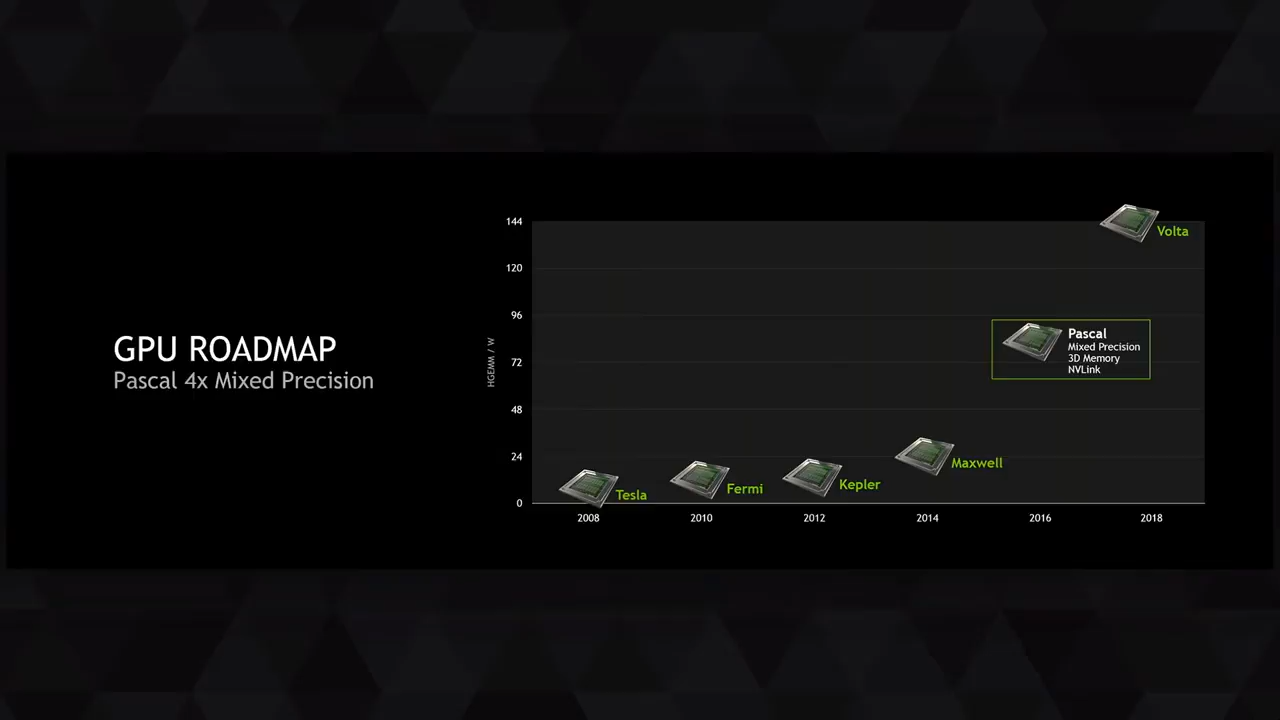 GPU ROADMAP
Pascal 4x Mixed Precision
HGEMM / W
144
120
96
72
48
24
0
2008
2010
2012
2014
2016
2018
Tesla
Fermi
Kepler
Maxwell
Pascal
Mixed Precision
3D Memory
NVLink
Volta